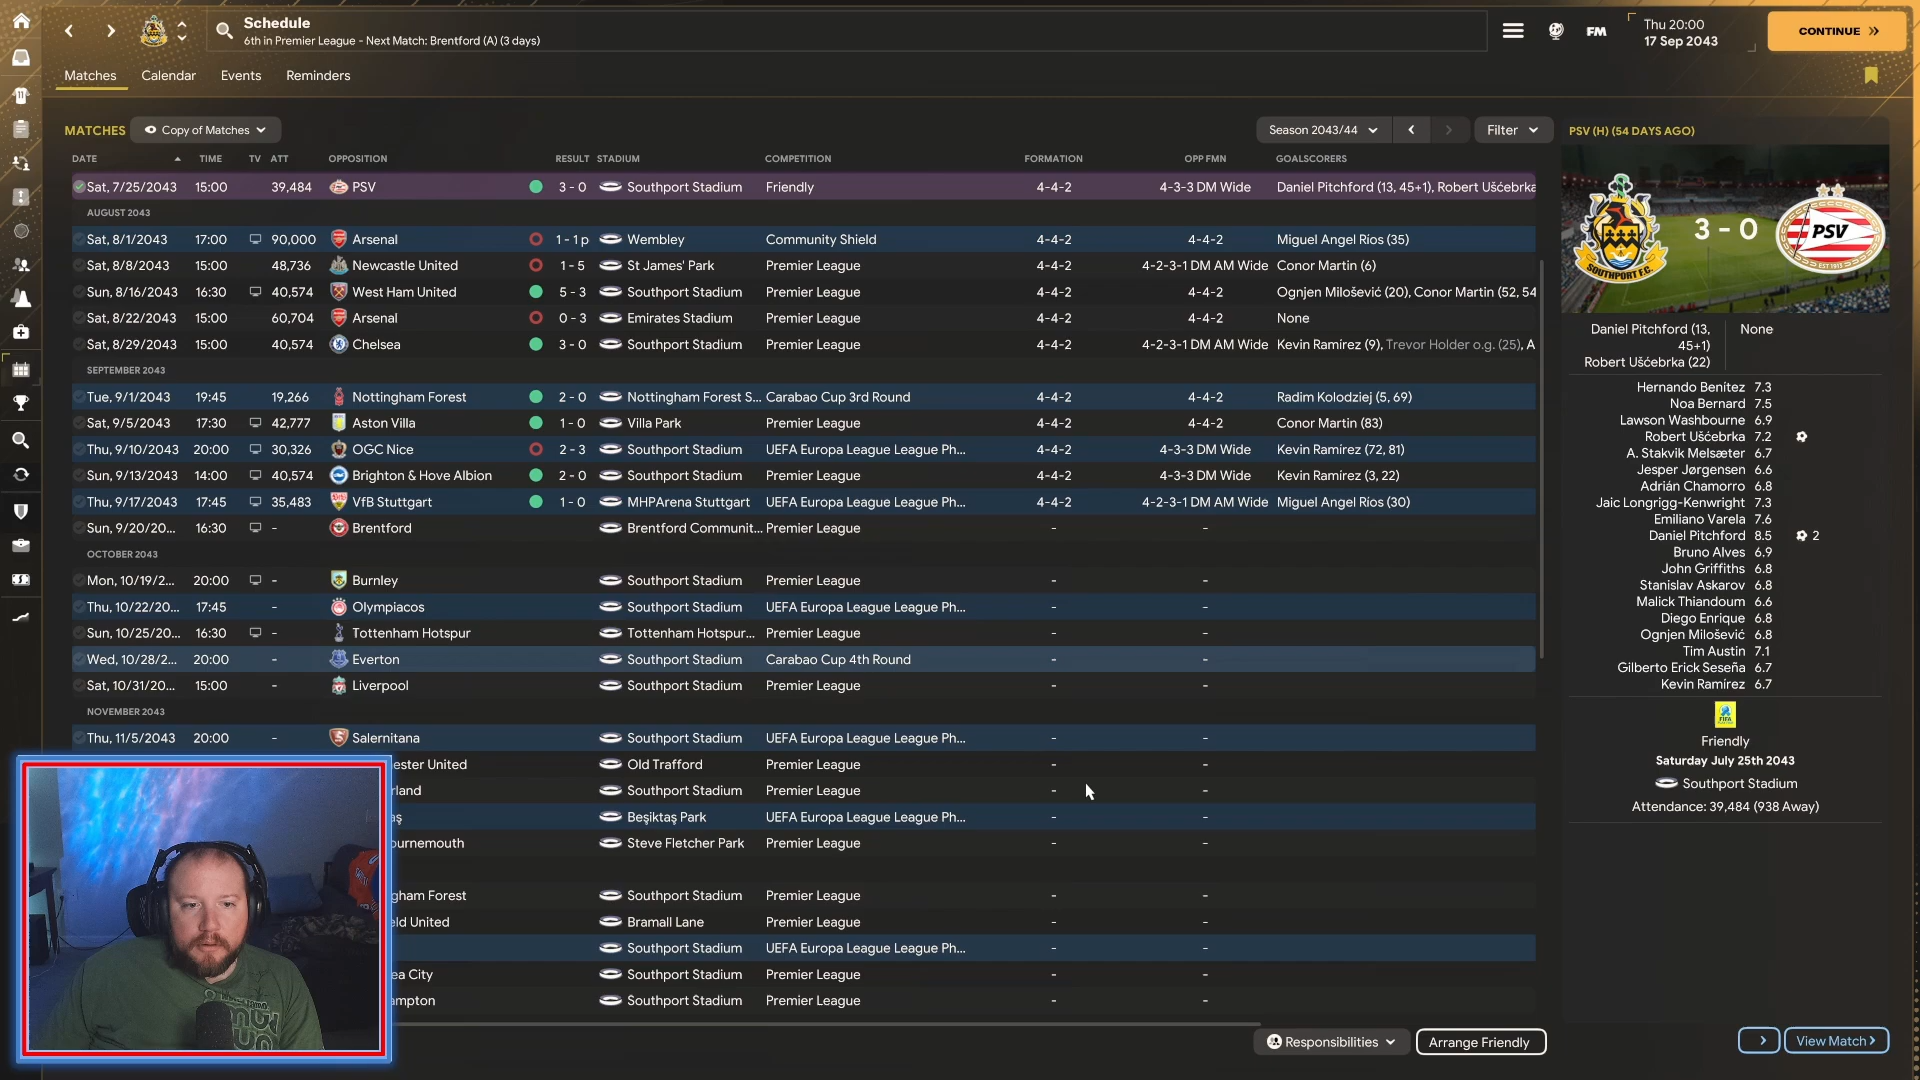 Schedule
6th in Premier League - Next Match: Brentford (A) (3 days)
FM
Thu 20:00
17 Sep 2043
CONTINUE
Matches Calendar Events Reminders
MATCHES Copy of Matches Season 2043/44 Filter
DATE TIME TV ATT OPPOSITION RESULT STADIUM COMPETITION FORMATION OPP FMN GOALSCORERS
Sat, 7/25/2043 15:00 39,484 PSV 3 - 0 Southport Stadium Friendly 4-4-2 4-3-3 DM Wide Daniel Pitchford (13, 45+1), Robert Ušćebrka
AUGUST 2043
Sat, 8/1/2043 17:00 90,000 Arsenal 1 - 1 p Wembley Community Shield 4-4-2 4-4-2 Miguel Angel Ríos (35)
Sat, 8/8/2043 15:00 48,736 Newcastle United 1 - 5 St James' Park Premier League 4-4-2 4-2-3-1 DM AM Wide Conor Martin (6)
Sun, 8/16/2043 16:30 40,574 West Ham United 5 - 3 Southport Stadium Premier League 4-4-2 4-4-2 Ognjen Milošević (20), Conor Martin (52, 54
Sat, 8/22/2043 15:00 60,704 Arsenal 0 - 3 Emirates Stadium Premier League 4-4-2 4-4-2 None
Sat, 8/29/2043 15:00 40,574 Chelsea 3 - 0 Southport Stadium Premier League 4-4-2 4-2-3-1 DM AM Wide Kevin Ramírez (9), Trevor Holder o.g. (25), A
SEPTEMBER 2043
Tue, 9/1/2043 19:45 19,266 Nottingham Forest 2 - 0 Nottingham Forest S... Carabao Cup 3rd Round 4-4-2 4-4-2 Radim Kolodziej (5, 69)
Sat, 9/5/2043 17:30 42,777 Aston Villa 1 - 0 Villa Park Premier League 4-4-2 4-4-2 Conor Martin (83)
Thu, 9/10/2043 20:00 30,326 OGC Nice 2 - 3 Southport Stadium UEFA Europa League League Ph... 4-4-2 4-3-3 DM Wide Kevin Ramírez (72, 81)
Sun, 9/13/2043 14:00 40,574 Brighton & Hove Albion 2 - 0 Southport Stadium Premier League 4-4-2 4-3-3 DM Wide Kevin Ramírez (3, 22)
Thu, 9/17/2043 17:45 35,483 VfB Stuttgart 1 - 0 MHPArena Stuttgart UEFA Europa League League Ph... 4-4-2 4-2-3-1 DM AM Wide Miguel Angel Ríos (30)
Sun, 9/20/20... 16:30 - Brentford Brentford Communit... Premier League - -
OCTOBER 2043
Mon, 10/19/2... 20:00 - Burnley Southport Stadium Premier League - -
Thu, 10/22/20... 17:45 - Olympiacos Southport Stadium UEFA Europa League League Ph... - -
Sun, 10/25/20... 16:30 - Tottenham Hotspur Tottenham Hotspur... Premier League - -
Wed, 10/28/2... 20:00 - Everton Southport Stadium Carabao Cup 4th Round - -
Sat, 10/31/20... 15:00 - Liverpool Southport Stadium Premier League - -
NOVEMBER 2043
Thu, 11/5/2043 20:00 - Salernitana Southport Stadium UEFA Europa League League Ph... - -
ester United Old Trafford Premier League - -
rland Southport Stadium Premier League - -
aş Beşiktaş Park UEFA Europa League League Ph... - -
ournemouth Steve Fletcher Park Premier League - -
gham Forest Southport Stadium Premier League - -
eld United Bramall Lane Premier League - -
Southport Stadium UEFA Europa League League Ph... - -
ea City Southport Stadium Premier League - -
ampton Southport Stadium Premier League - -
Responsibilities Arrange Friendly
PSV (H) (54 DAYS AGO)
SOUTHPORT F.C. 3 - 0 PSV
Daniel Pitchford (13, 45+1)
Robert Ušćebrka (22)
None
Hernando Benítez 7.3
Noa Bernard 7.5
Lawson Washbourne 6.9
Robert Ušćebrka 7.2
A. Stakvik Melsæter 6.7
Jesper Jørgensen 6.6
Adrián Chamorro 6.8
Jaic Longrigg-Kenwright 7.3
Emiliano Varela 7.6
Daniel Pitchford 8.5 2
Bruno Alves 6.9
John Griffiths 6.8
Stanislav Askarov 6.8
Malick Thiandoum 6.6
Diego Enrique 6.8
Ognjen Milošević 6.8
Tim Austin 7.1
Gilberto Erick Seseña 6.7
Kevin Ramírez 6.7
FIFA
Friendly
Saturday July 25th 2043
Southport Stadium
Attendance: 39,484 (938 Away)
View Match